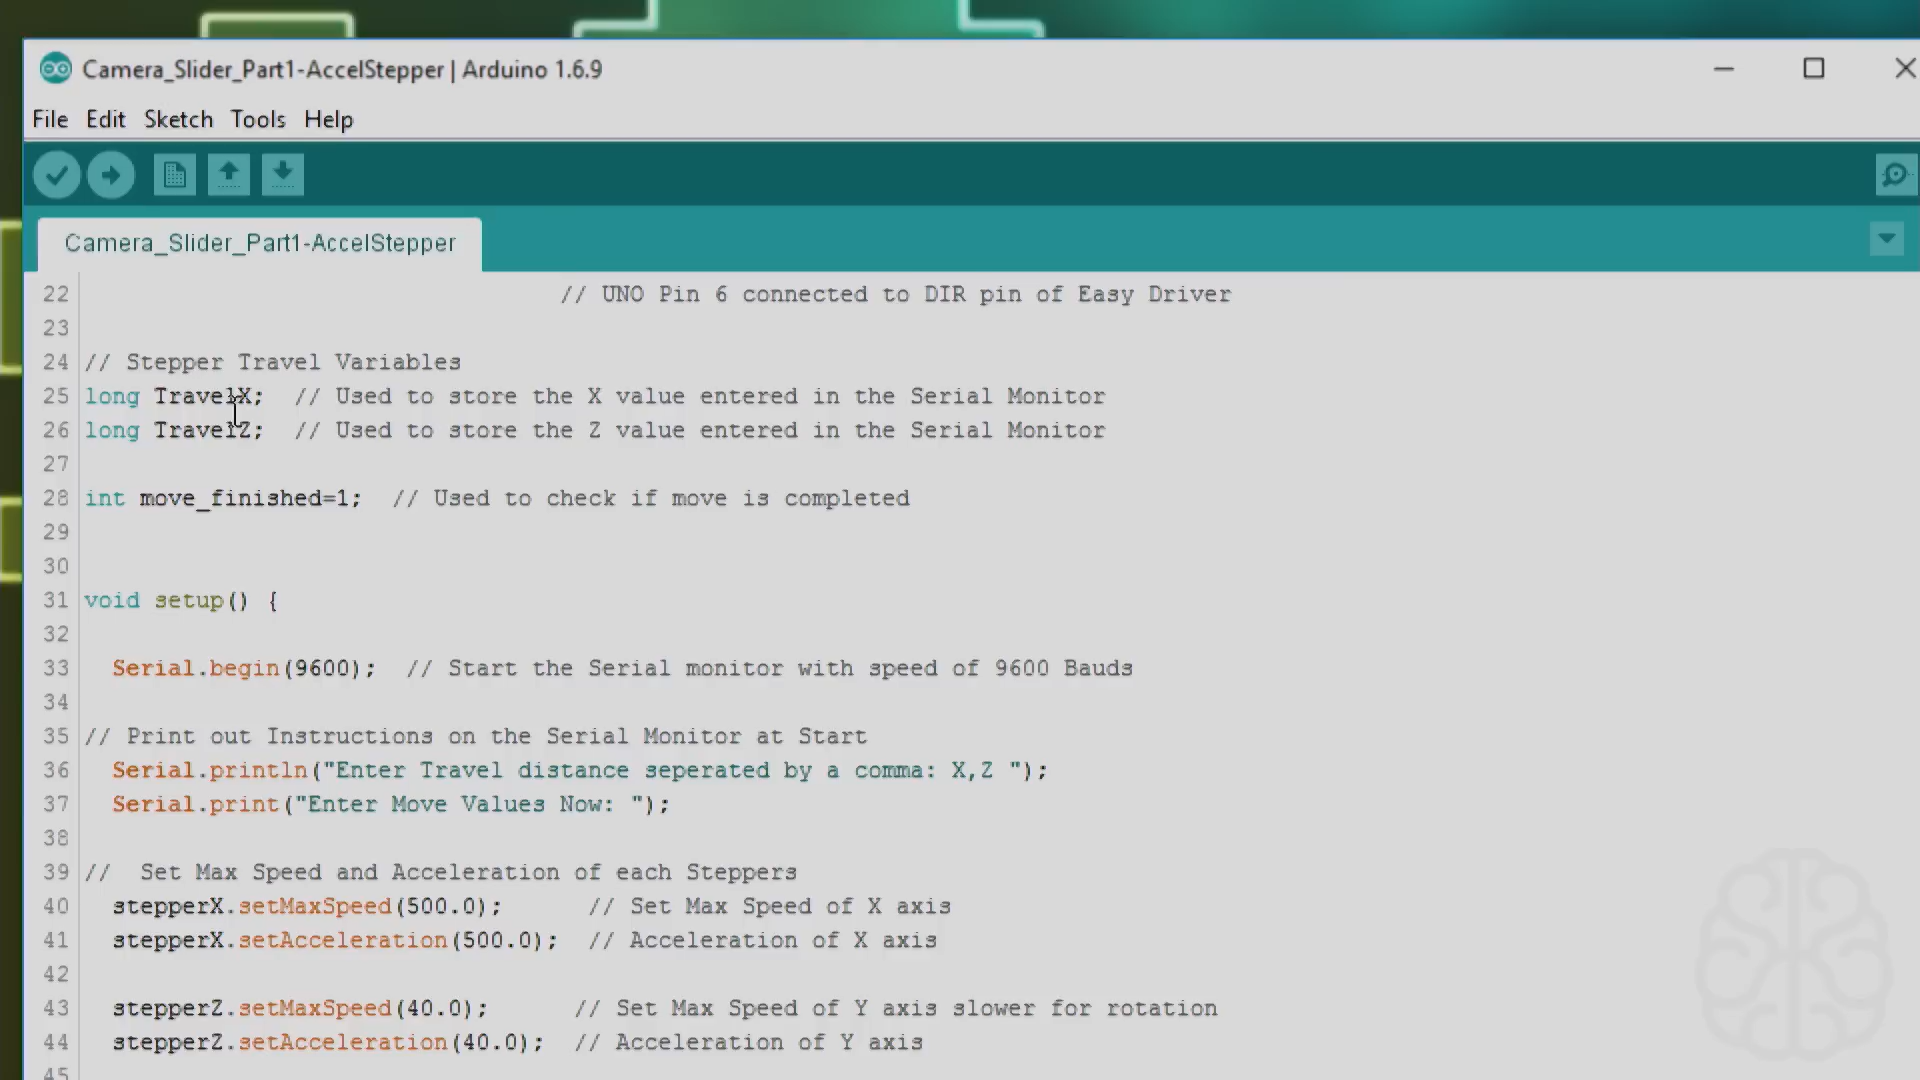 Camera_Slider_Part1-AccelStepper | Arduino 1.6.9
File Edit Sketch Tools Help
Camera_Slider_Part1-AccelStepper
22 // UNO Pin 6 connected to DIR pin of Easy Driver
23
24 // Stepper Travel Variables
25 long TravelX; // Used to store the X value entered in the Serial Monitor
26 long TravelZ; // Used to store the Z value entered in the Serial Monitor
27
28 int move_finished=1; // Used to check if move is completed
29
30
31 void setup() {
32
33 Serial.begin(9600); // Start the Serial monitor with speed of 9600 Bauds
34
35 // Print out Instructions on the Serial Monitor at Start
36 Serial.println("Enter Travel distance seperated by a comma: X,Z ");
37 Serial.print("Enter Move Values Now: ");
38
39 // Set Max Speed and Acceleration of each Steppers
40 stepperX.setMaxSpeed(500.0); // Set Max Speed of X axis
41 stepperX.setAcceleration(500.0); // Acceleration of X axis
42
43 stepperZ.setMaxSpeed(40.0); // Set Max Speed of Y axis slower for rotation
44 stepperZ.setAcceleration(40.0); // Acceleration of Y axis
45